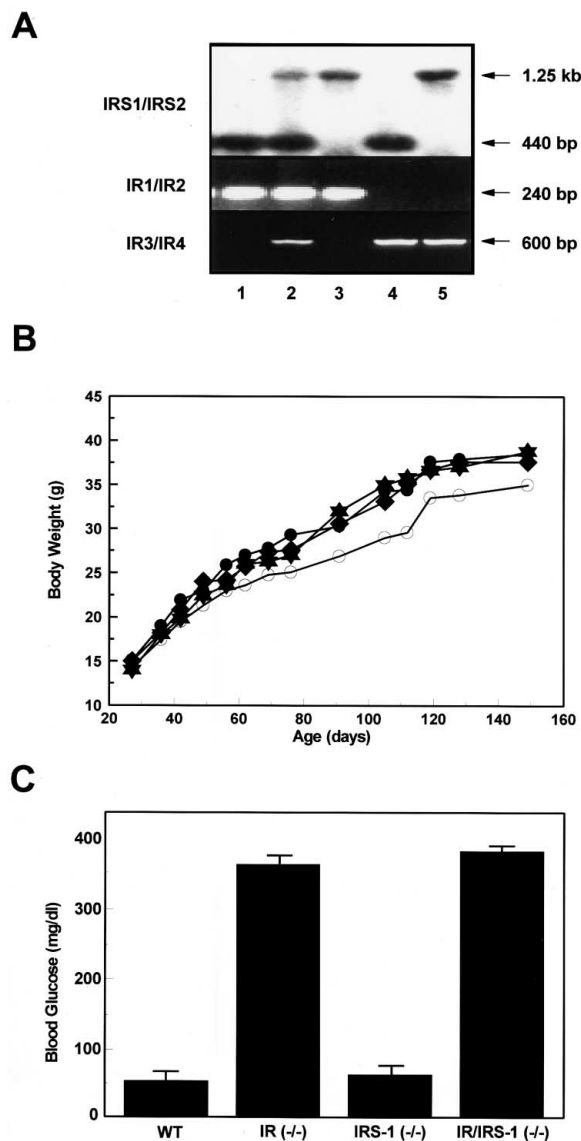 A
IRS1/IRS2
1.25 kb
440 bp
IR1/IR2
240 bp
IR3/IR4
600 bp
1 2 3 4 5
B
Body Weight (g)
45
40
35
30
25
20
15
10
20 40 60 80 100 120 140 160
Age (days)
C
Blood Glucose (mg/dl)
400
300
200
100
0
WT IR (-/-) IRS-1 (-/-) IR/IRS-1 (-/-)